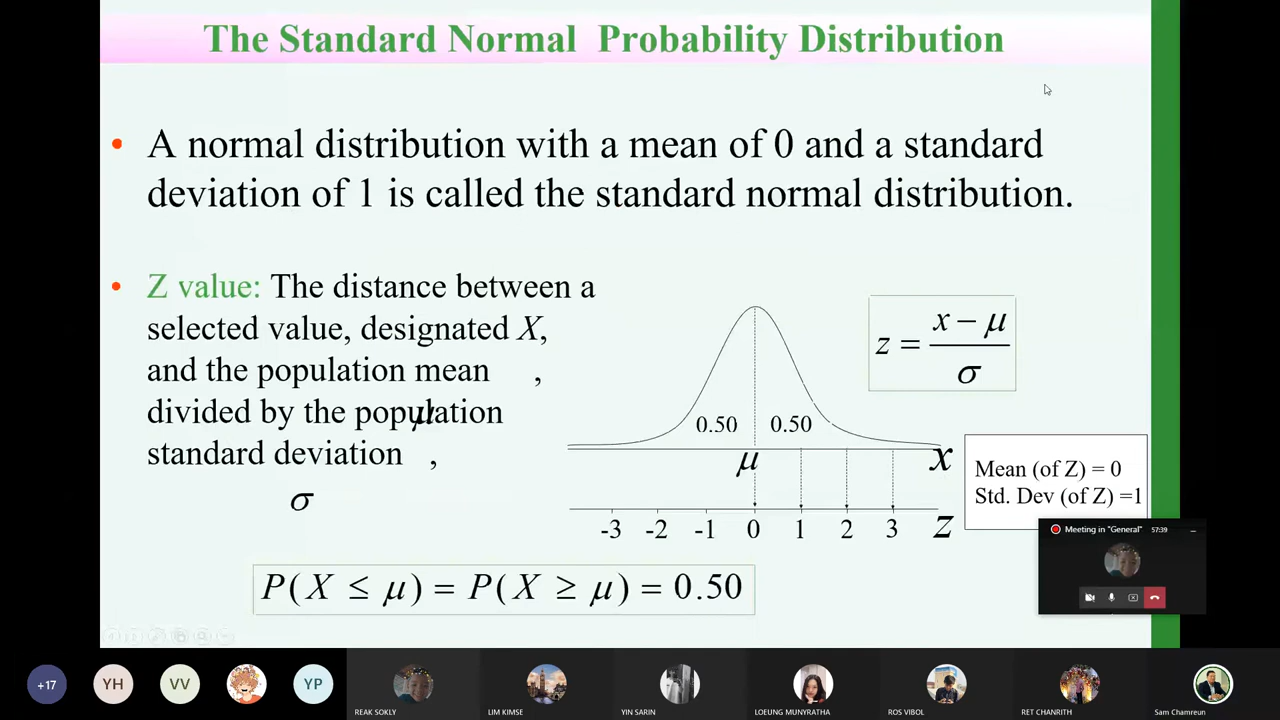 The Standard Normal Probability Distribution
• A normal distribution with a mean of 0 and a standard
deviation of 1 is called the standard normal distribution.
• Z value: The distance between a
selected value, designated X,
and the population mean ,
divided by the population
μ
standard deviation ,
σ
z = (x − μ) / σ
0.50 0.50
μ x
-3 -2 -1 0 1 2 3 z
Mean (of Z) = 0
Std. Dev (of Z) =1
P(X ≤ μ) = P(X ≥ μ) = 0.50
Meeting in "General" 57:39
+17 YH VV YP
REAK SOKLY LIM KIMSE YIN SARIN LOEUNG MUNYRATHA ROS VIBOL RET CHANRITH Sam Chamreun